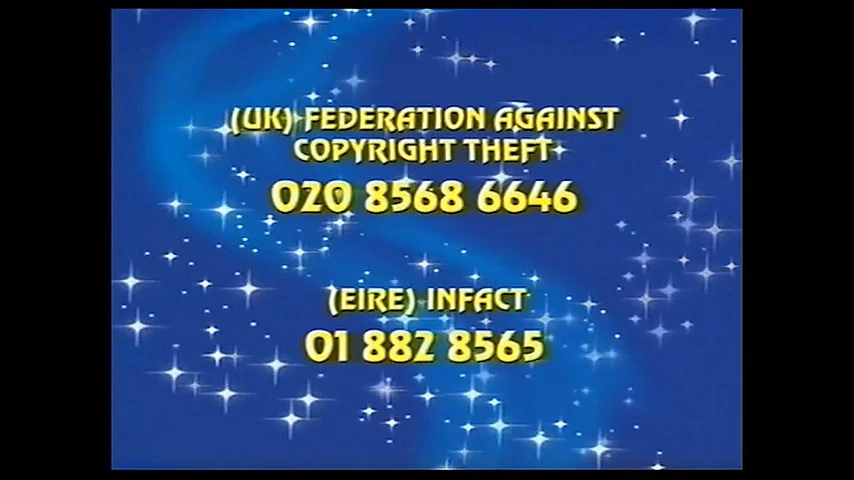 (UK) FEDERATION AGAINST
COPYRIGHT THEFT
020 8568 6646
(EIRE) INFACT
01 882 8565